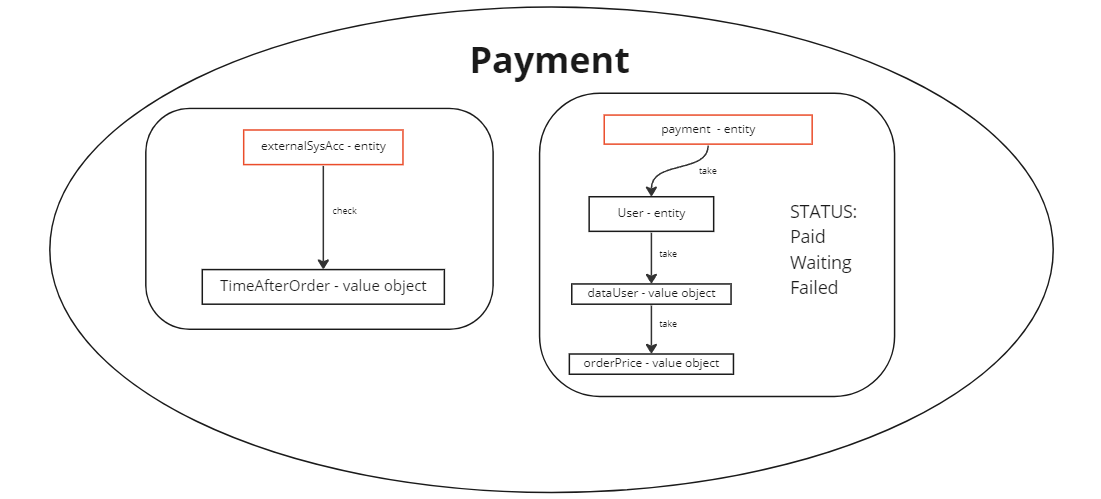 Payment
externalSysAcc - entity
check
TimeAfterOrder - value object
payment - entity
take
User - entity
take
dataUser - value object
take
orderPrice - value object
STATUS:
Paid
Waiting
Failed